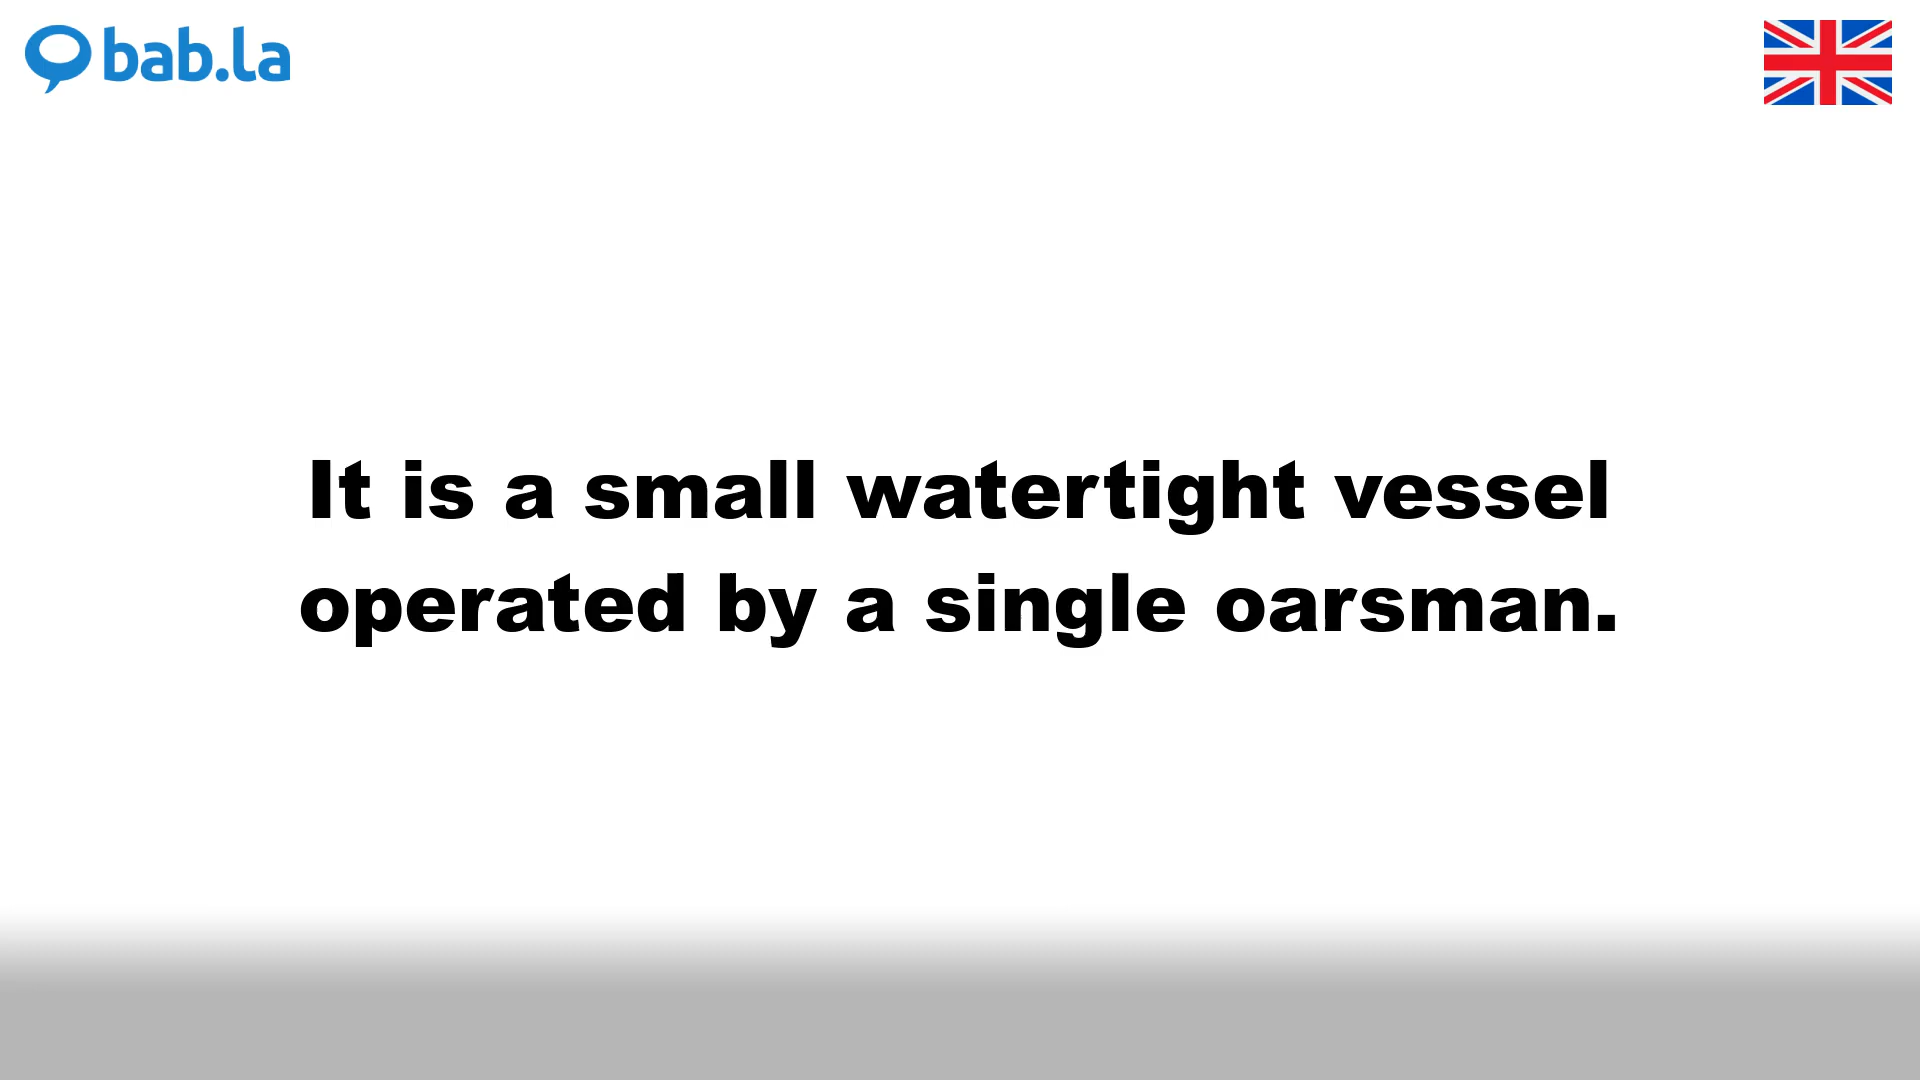 bab.la
It is a small watertight vessel
operated by a single oarsman.